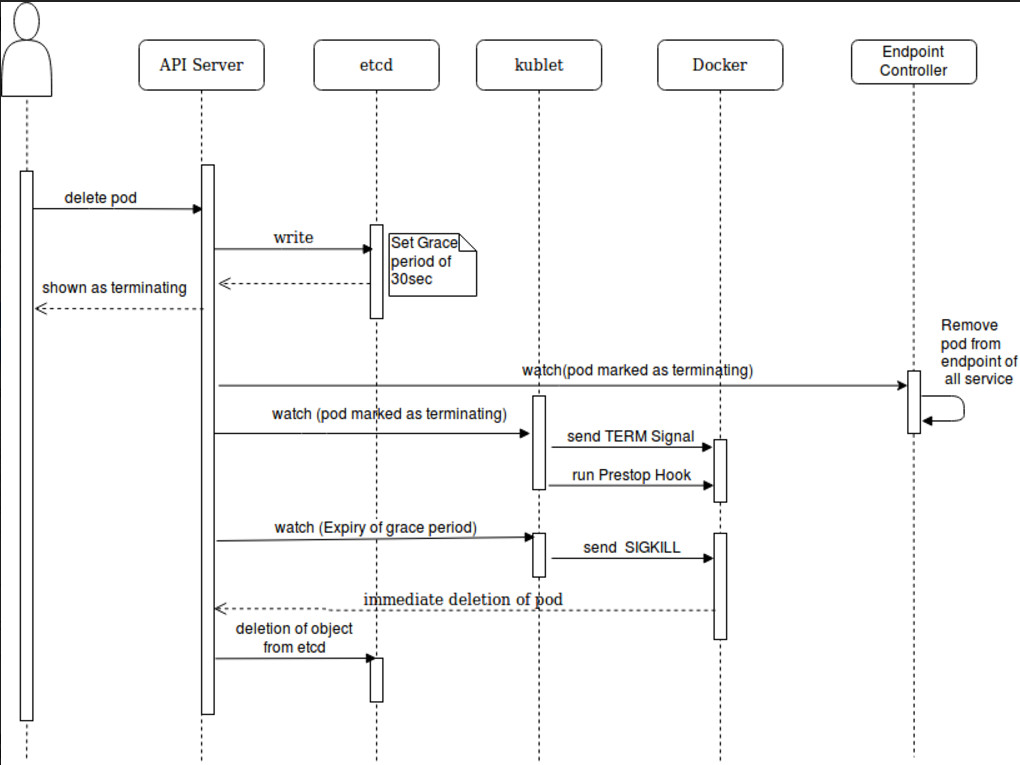 API Server
etcd
kublet
Docker
Endpoint
Controller
delete pod
write
Set Grace
period of
30sec
shown as terminating
Remove
pod from
endpoint of
all service
watch(pod marked as terminating)
watch (pod marked as terminating)
send TERM Signal
run Prestop Hook
watch (Expiry of grace period)
send SIGKILL
immediate deletion of pod
deletion of object
from etcd